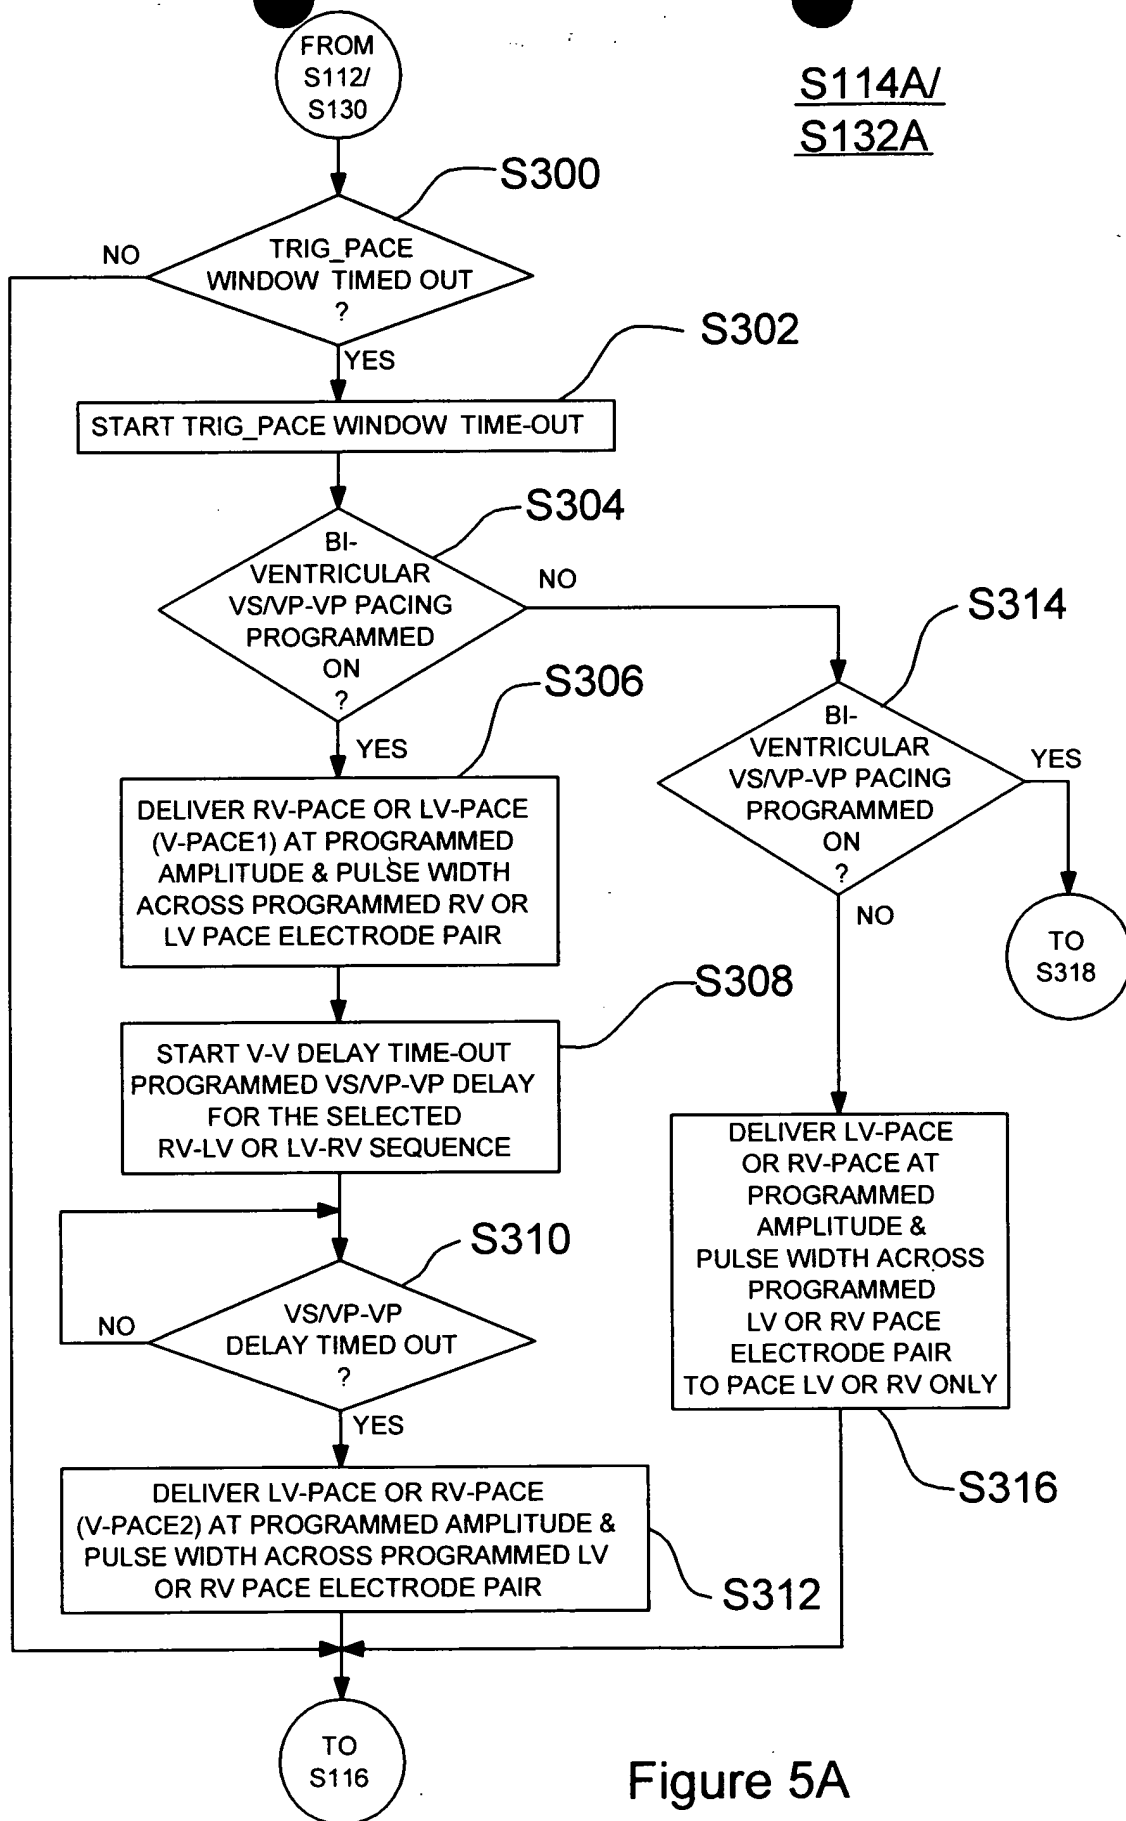 FROM
S112/
S130
S114A/
S132A
S300
NO
TRIG_PACE
WINDOW TIMED OUT
?
S302
YES
START TRIG_PACE WINDOW TIME-OUT
S304
BI-
VENTRICULAR
VS/VP-VP PACING
PROGRAMMED
ON
?
NO
S314
S306
YES
BI-
VENTRICULAR
VS/VP-VP PACING
PROGRAMMED
ON
?
YES
NO
TO
S318
DELIVER RV-PACE OR LV-PACE
(V-PACE1) AT PROGRAMMED
AMPLITUDE & PULSE WIDTH
ACROSS PROGRAMMED RV OR
LV PACE ELECTRODE PAIR
S308
START V-V DELAY TIME-OUT
PROGRAMMED VS/VP-VP DELAY
FOR THE SELECTED
RV-LV OR LV-RV SEQUENCE
DELIVER LV-PACE
OR RV-PACE AT
PROGRAMMED
AMPLITUDE &
PULSE WIDTH ACROSS
PROGRAMMED
LV OR RV PACE
ELECTRODE PAIR
TO PACE LV OR RV ONLY
S310
NO
VS/VP-VP
DELAY TIMED OUT
?
YES
S316
DELIVER LV-PACE OR RV-PACE
(V-PACE2) AT PROGRAMMED AMPLITUDE &
PULSE WIDTH ACROSS PROGRAMMED LV
OR RV PACE ELECTRODE PAIR
S312
TO
S116
Figure 5A